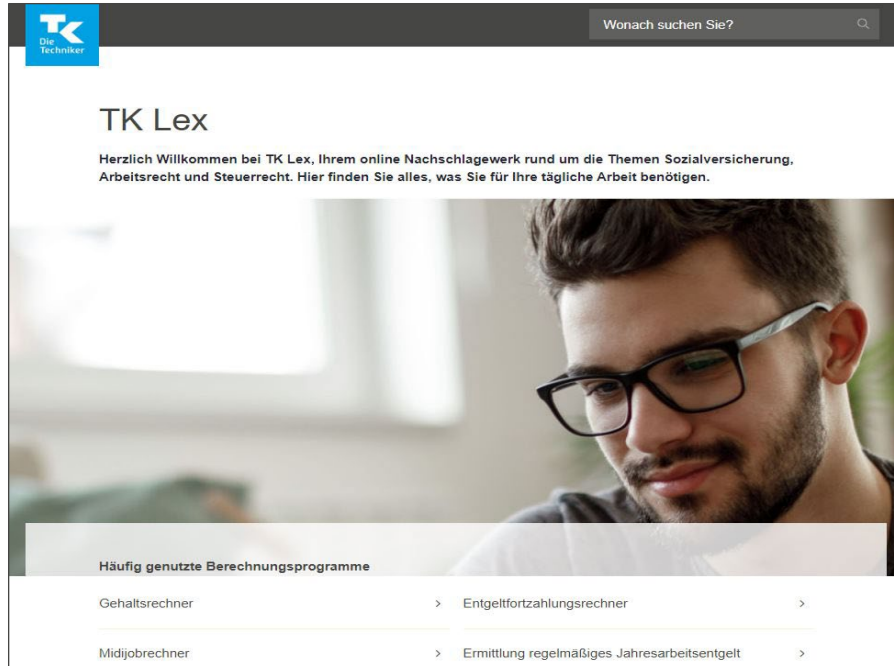 TK
Die
Techniker
Wonach suchen Sie?
TK Lex
Herzlich Willkommen bei TK Lex, Ihrem online Nachschlagewerk rund um die Themen Sozialversicherung,
Arbeitsrecht und Steuerrecht. Hier finden Sie alles, was Sie für Ihre tägliche Arbeit benötigen.
Häufig genutzte Berechnungsprogramme
Gehaltsrechner > Entgeltfortzahlungsrechner >
Midijobrechner > Ermittlung regelmäßiges Jahresarbeitsentgelt >